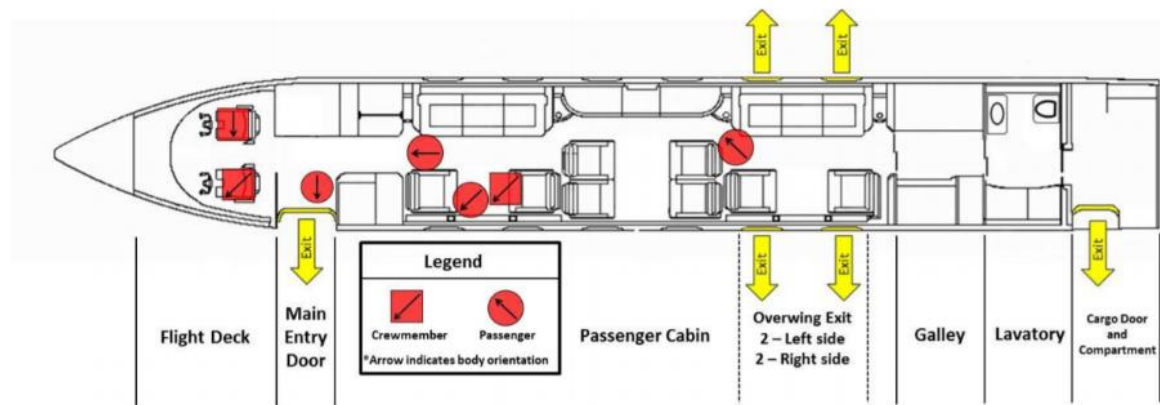 Exit
Exit
Exit
Exit
Exit
Exit
Legend
Crewmember
Passenger
*Arrow indicates body orientation
Flight Deck
Main
Entry
Door
Passenger Cabin
Overwing Exit
2 – Left side
2 – Right side
Galley
Lavatory
Cargo Door
and
Compartment